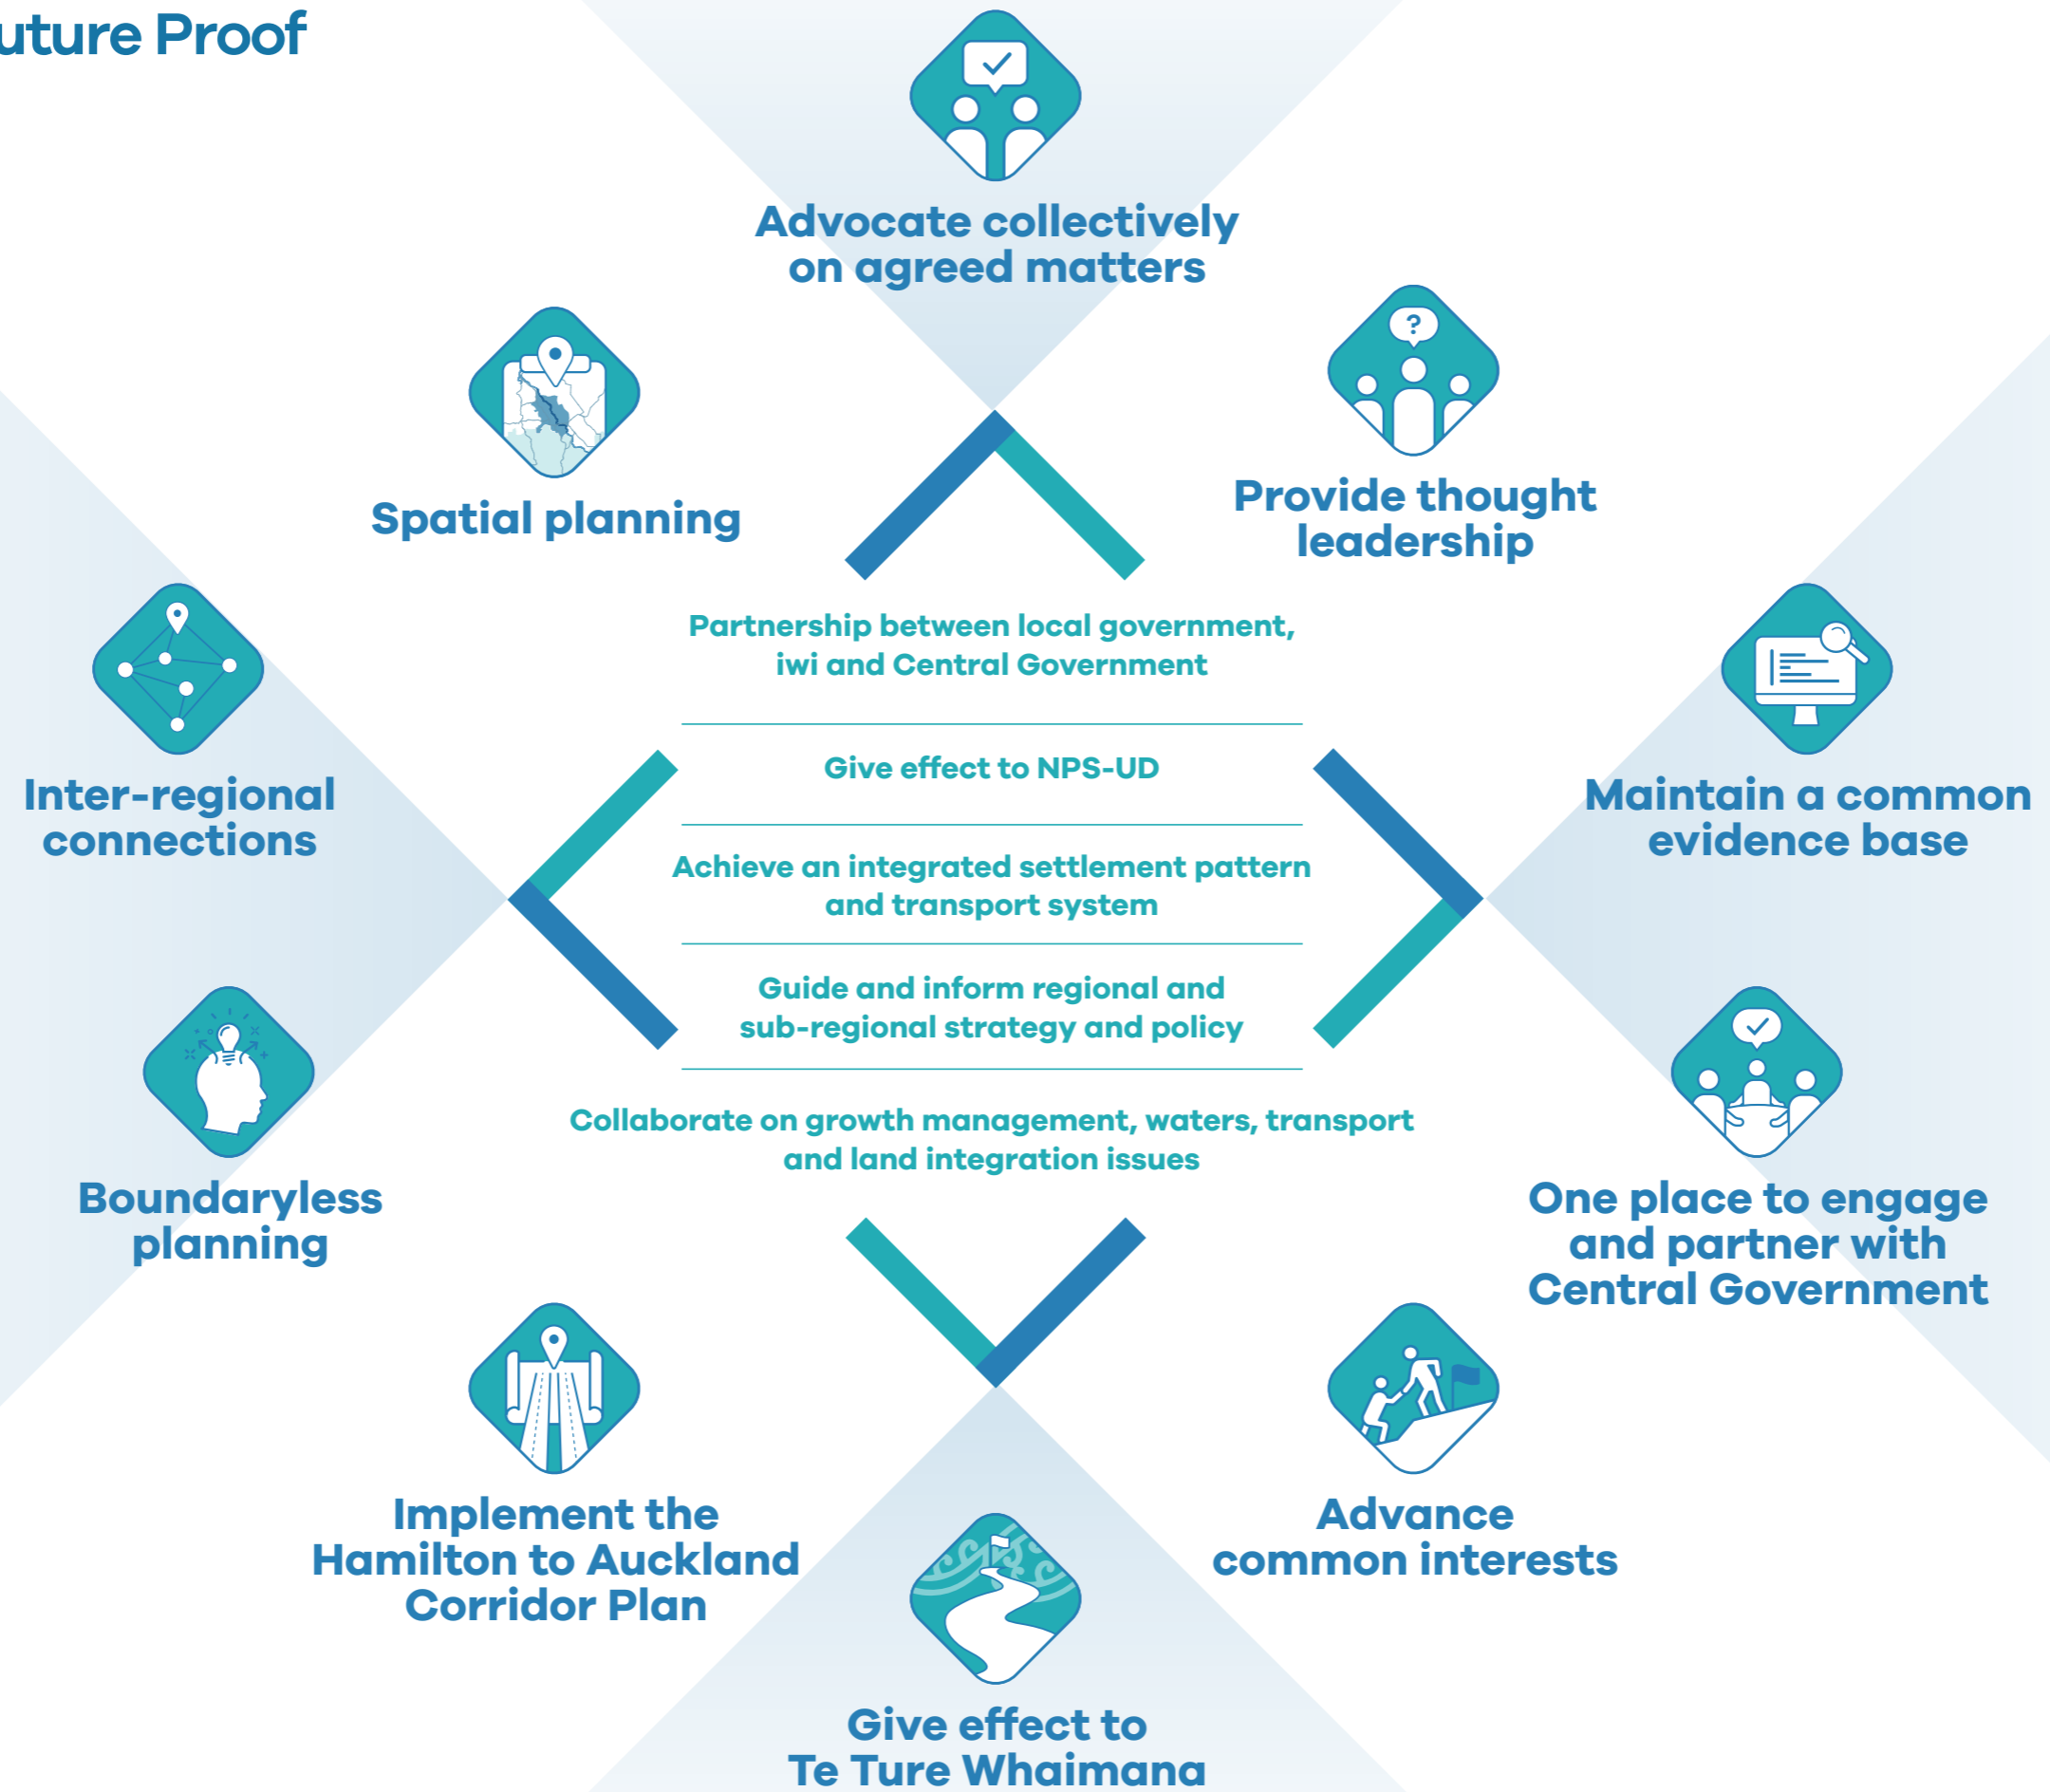 uture Proof
Advocate collectively
on agreed matters
?
Provide thought
leadership
Spatial planning
Partnership between local government,
iwi and Central Government
Inter-regional
connections
Give effect to NPS-UD
Maintain a common
evidence base
Achieve an integrated settlement pattern
and transport system
Guide and inform regional and
sub-regional strategy and policy
Collaborate on growth management, waters, transport
and land integration issues
Boundaryless
planning
One place to engage
and partner with
Central Government
Implement the
Hamilton to Auckland
Corridor Plan
Advance
common interests
Give effect to
Te Ture Whaimana